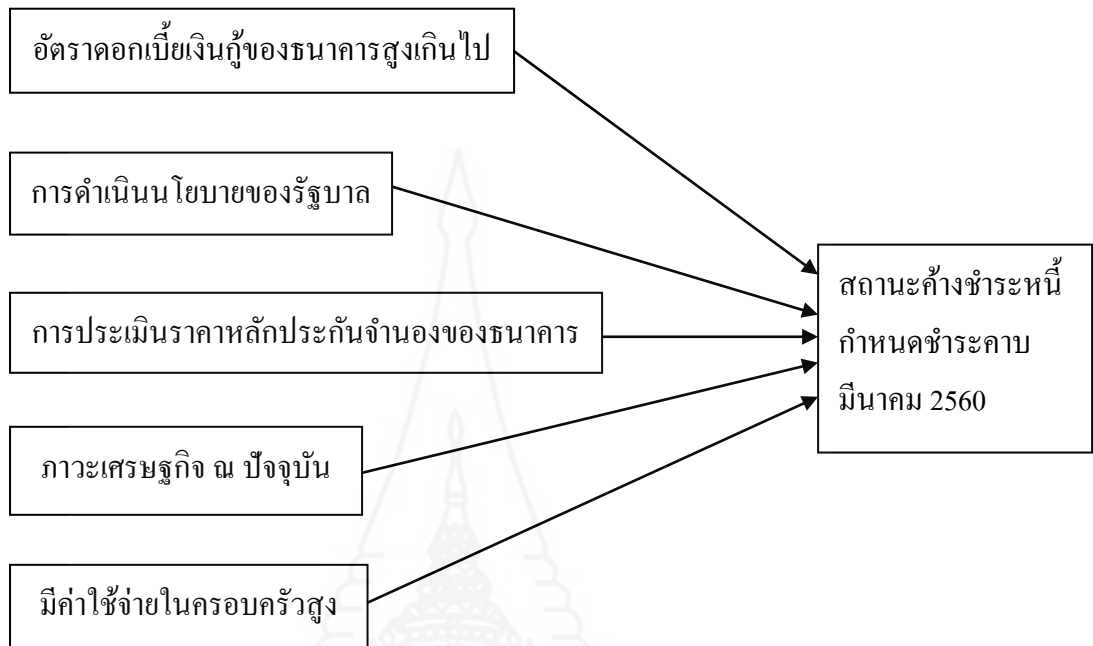 อัตราดอกเบี้ยเงินกู้ของธนาคารสูงเกินไป
การดำเนินนโยบายของรัฐบาล
การประเมินราคาหลักประกันจำนองของธนาคาร
ภาวะเศรษฐกิจ ณ ปัจจุบัน
มีค่าใช้จ่ายในครอบครัวสูง
สถานะค้างชำระหนี้
กำหนดชำระคาบ
มีนาคม 2560